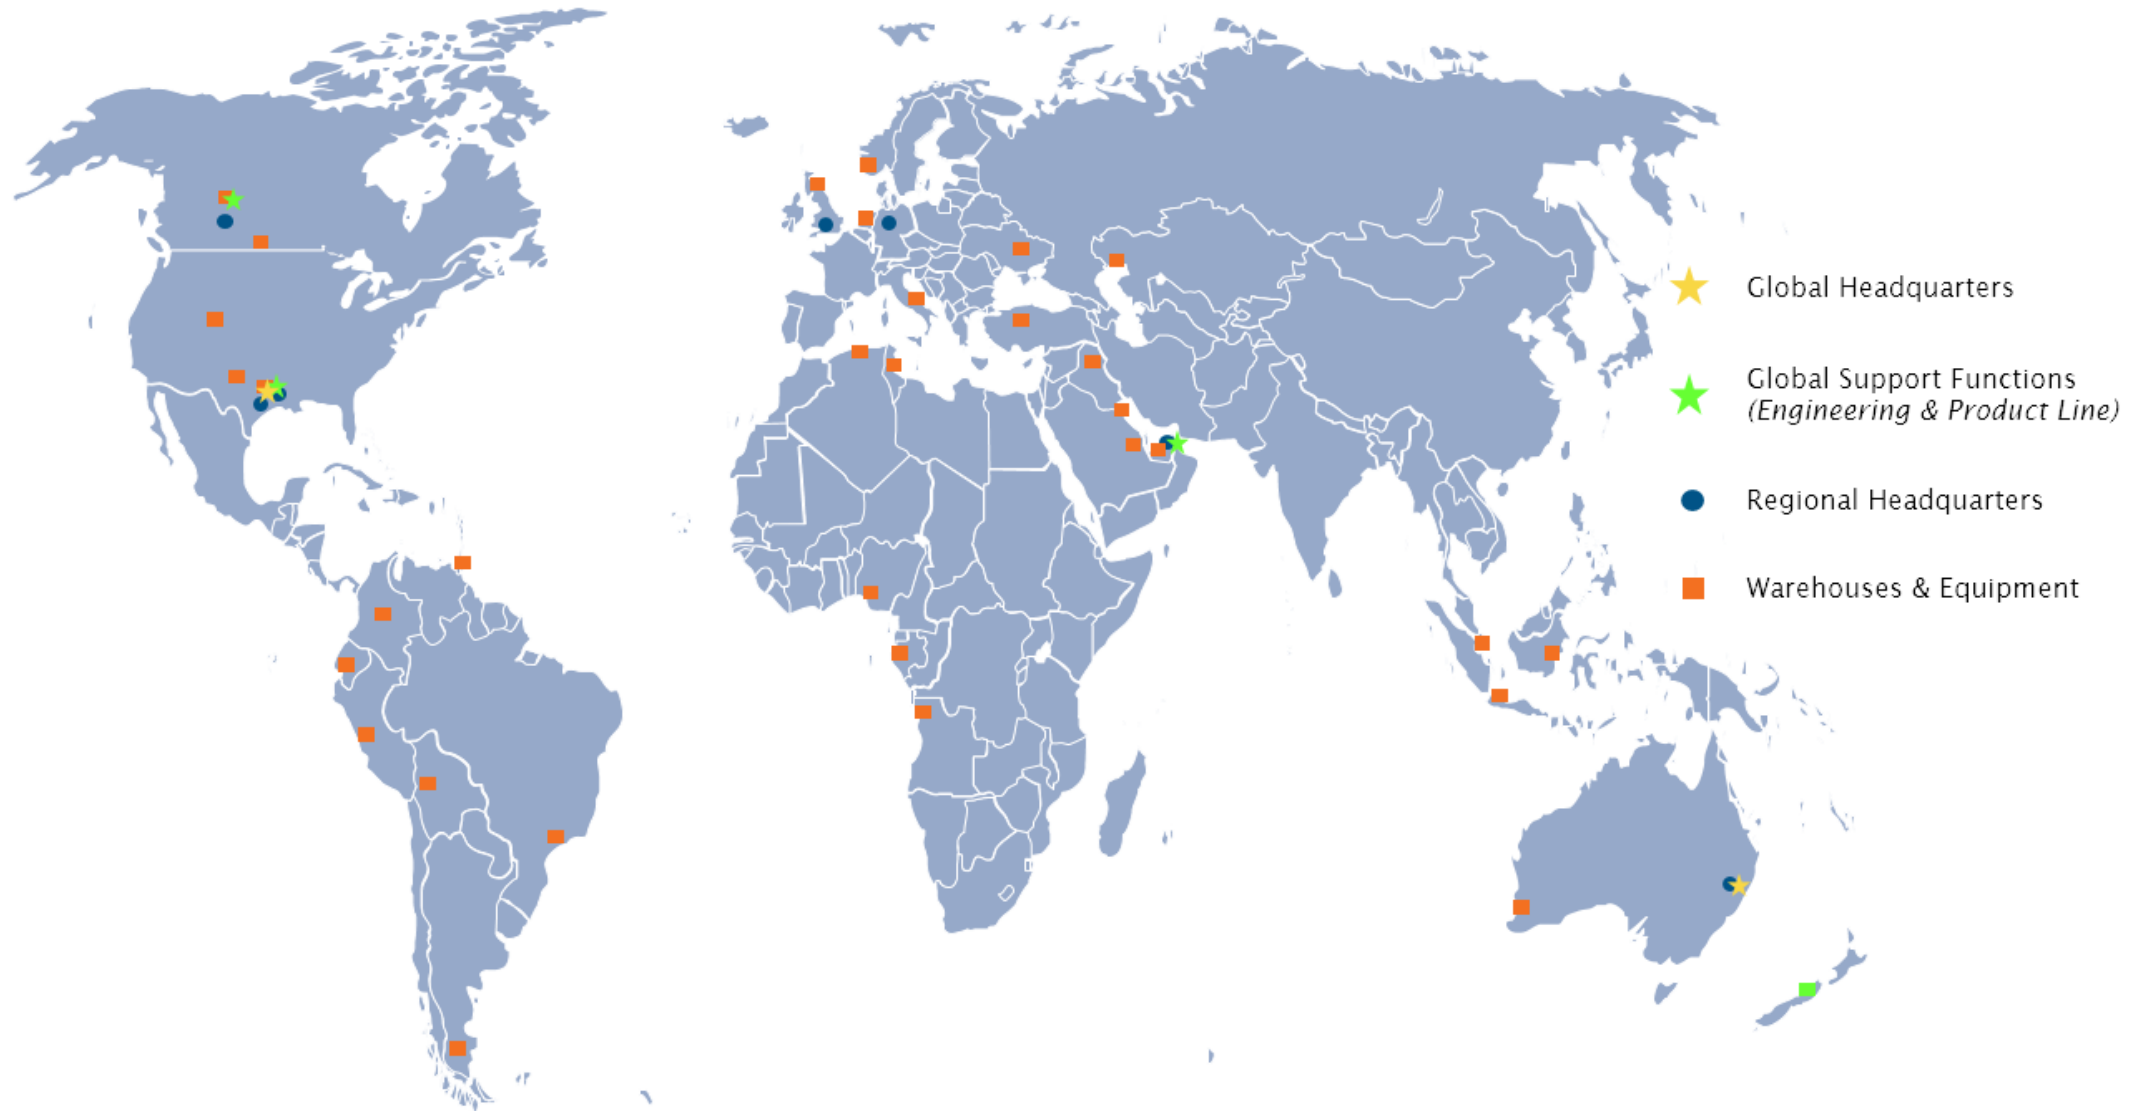 Global Headquarters
Global Support Functions
(Engineering & Product Line)
Regional Headquarters
Warehouses & Equipment